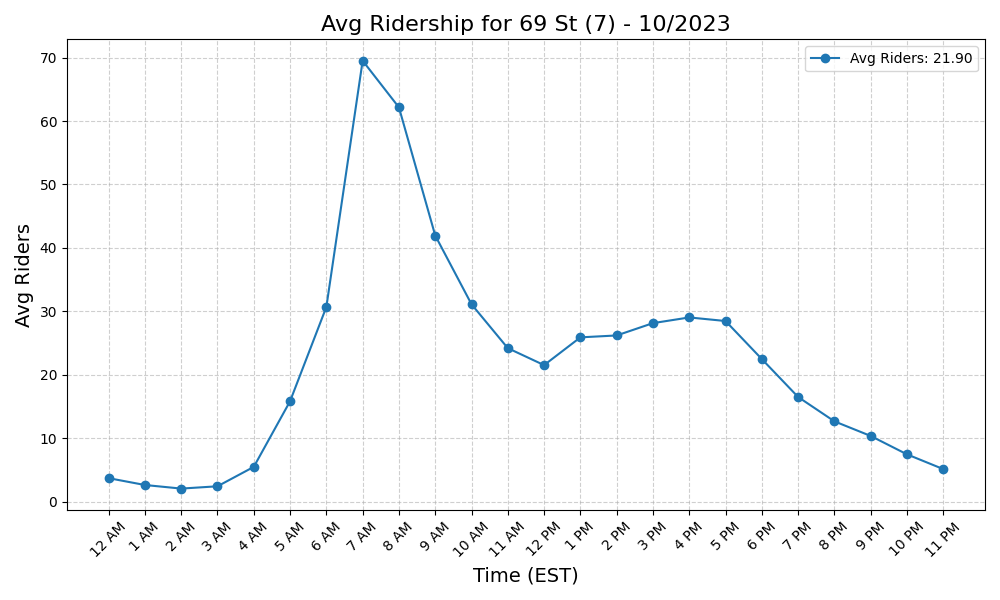 Avg Ridership for 69 St (7) - 10/2023
Avg Riders: 21.90
Avg Riders
70
60
50
40
30
20
10
0
12 AM
1 AM
2 AM
3 AM
4 AM
5 AM
6 AM
7 AM
8 AM
9 AM
10 AM
11 AM
12 PM
1 PM
2 PM
3 PM
4 PM
5 PM
6 PM
7 PM
8 PM
9 PM
10 PM
11 PM
Time (EST)